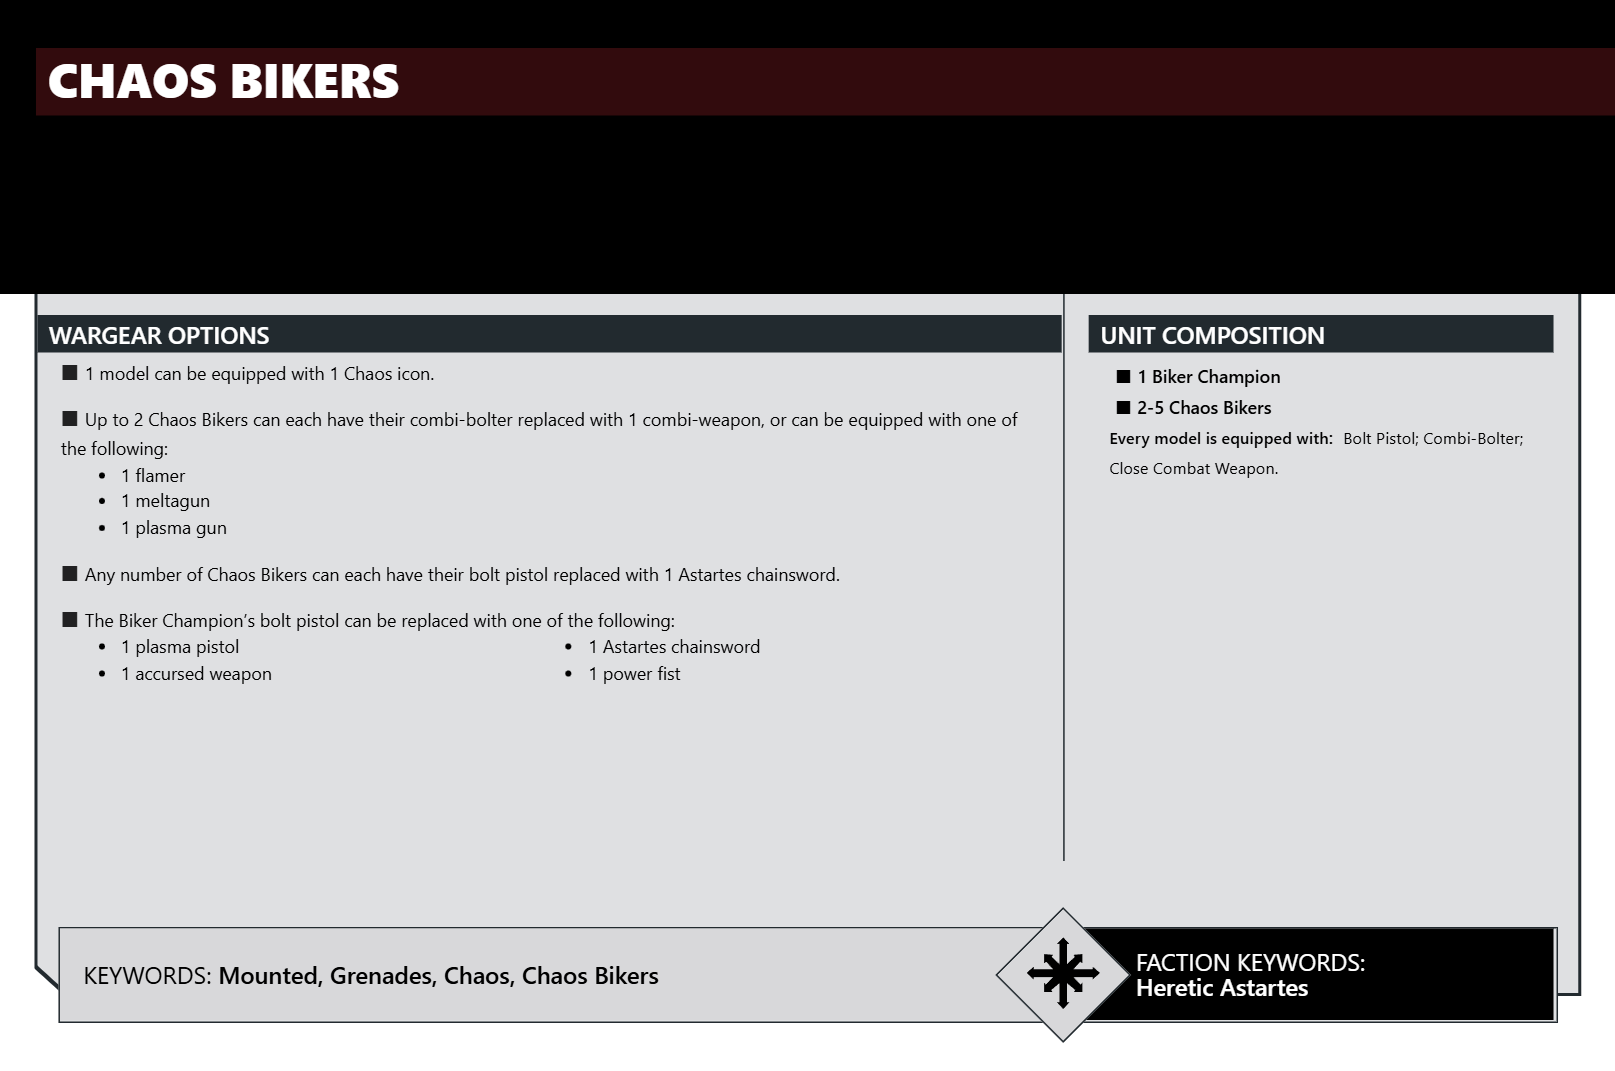 CHAOS BIKERS
WARGEAR OPTIONS
■ 1 model can be equipped with 1 Chaos icon.
■ Up to 2 Chaos Bikers can each have their combi-bolter replaced with 1 combi-weapon, or can be equipped with one of
the following:
• 1 flamer
• 1 meltagun
• 1 plasma gun
■ Any number of Chaos Bikers can each have their bolt pistol replaced with 1 Astartes chainsword.
■ The Biker Champion’s bolt pistol can be replaced with one of the following:
• 1 plasma pistol
• 1 accursed weapon
• 1 Astartes chainsword
• 1 power fist
UNIT COMPOSITION
■ 1 Biker Champion
■ 2-5 Chaos Bikers
Every model is equipped with: Bolt Pistol; Combi-Bolter;
Close Combat Weapon.
KEYWORDS: Mounted, Grenades, Chaos, Chaos Bikers
FACTION KEYWORDS:
Heretic Astartes